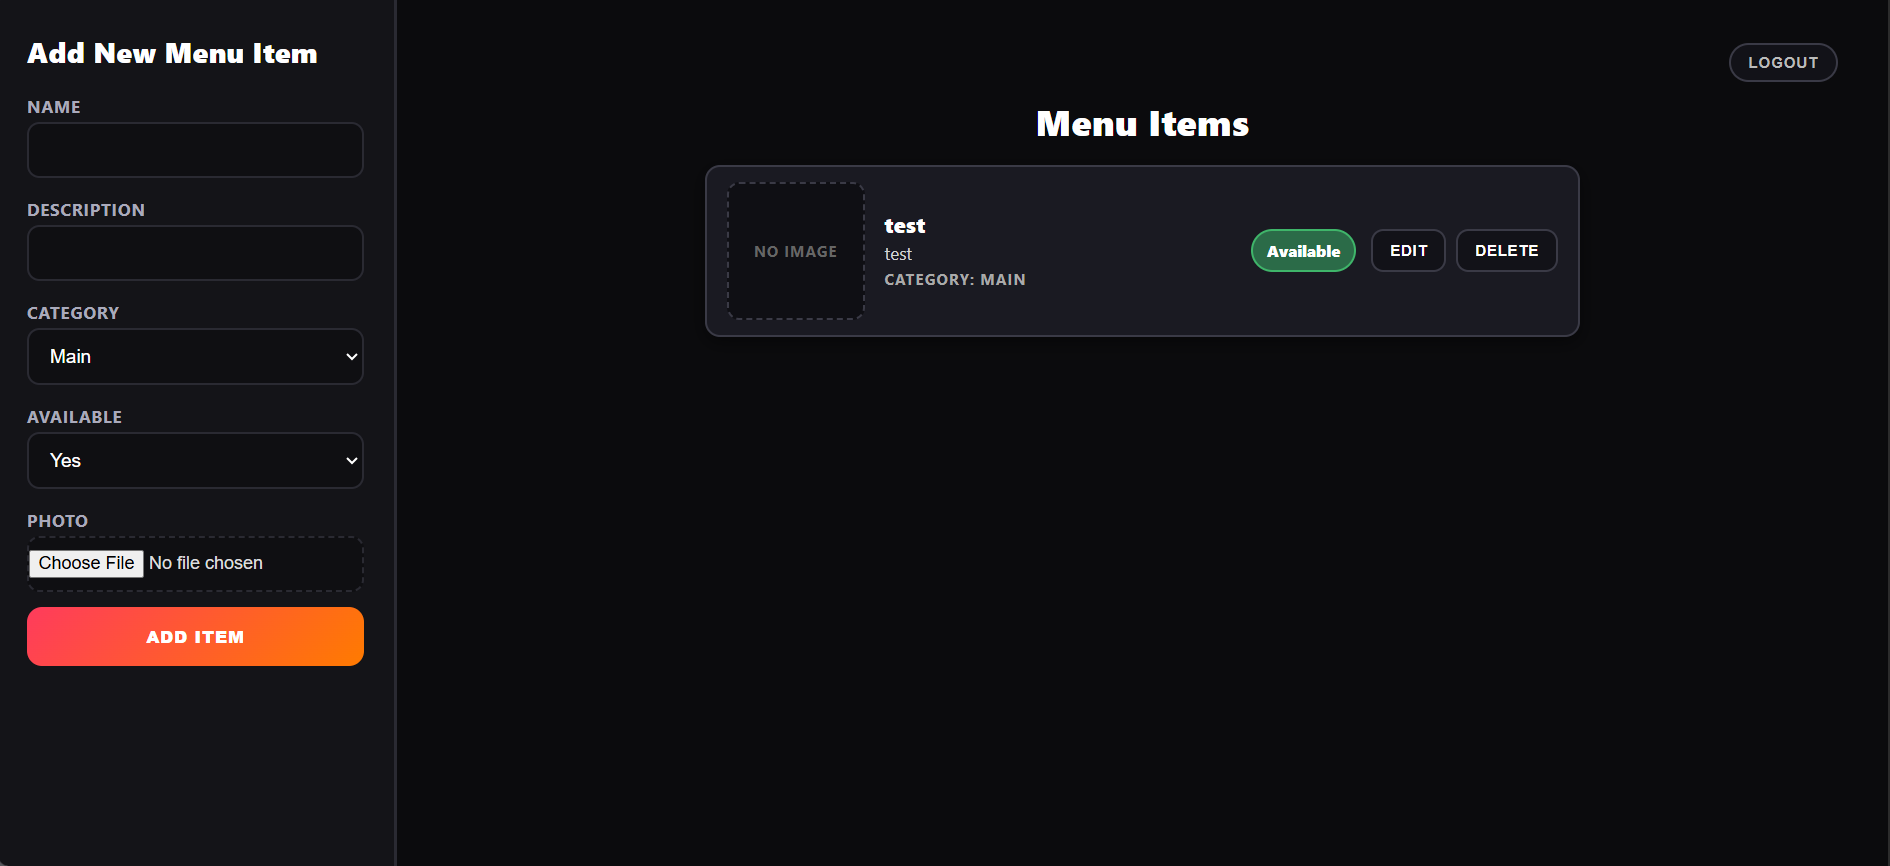 Add New Menu Item
NAME
DESCRIPTION
CATEGORY
Main
AVAILABLE
Yes
PHOTO
Choose File No file chosen
ADD ITEM
LOGOUT
Menu Items
NO IMAGE
test
test
CATEGORY: MAIN
Available
EDIT
DELETE